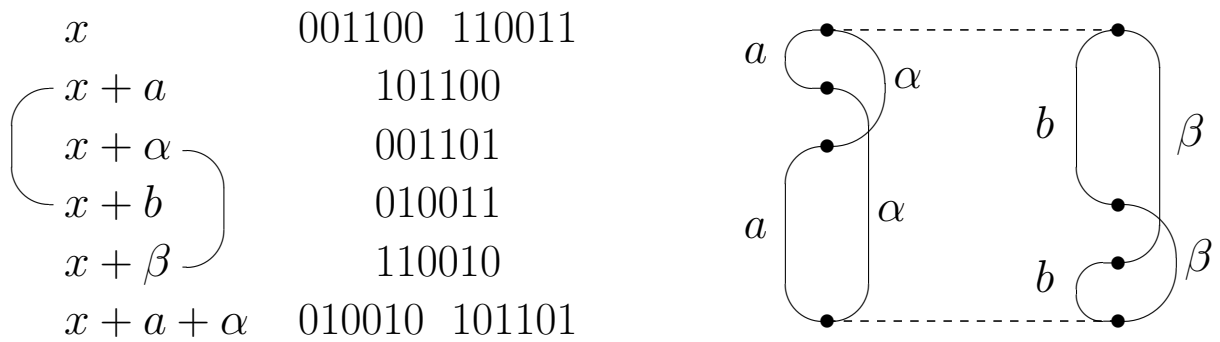 x 001100 110011
x + a 101100
x + α 001101
x + b 010011
x + β 110010
x + a + α 010010 101101
a
α
a
α
b
β
b
β